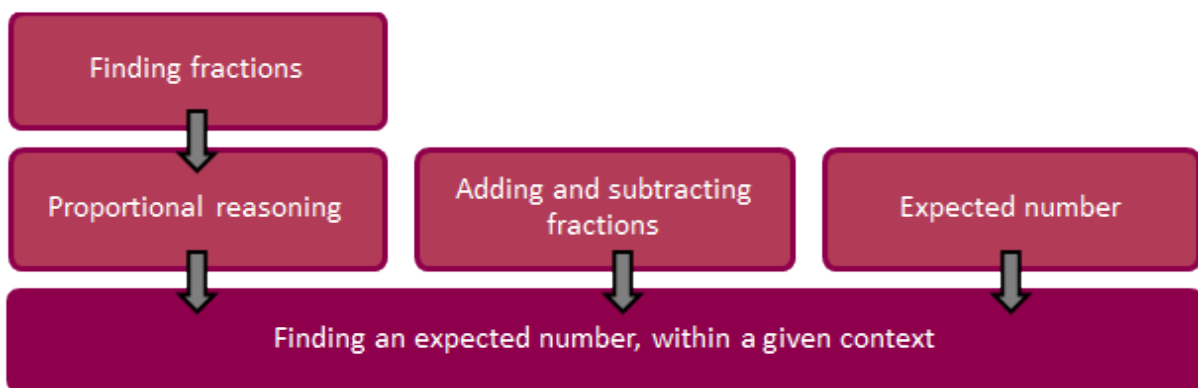 Finding fractions
Proportional reasoning
Adding and subtracting
fractions
Expected number
Finding an expected number, within a given context